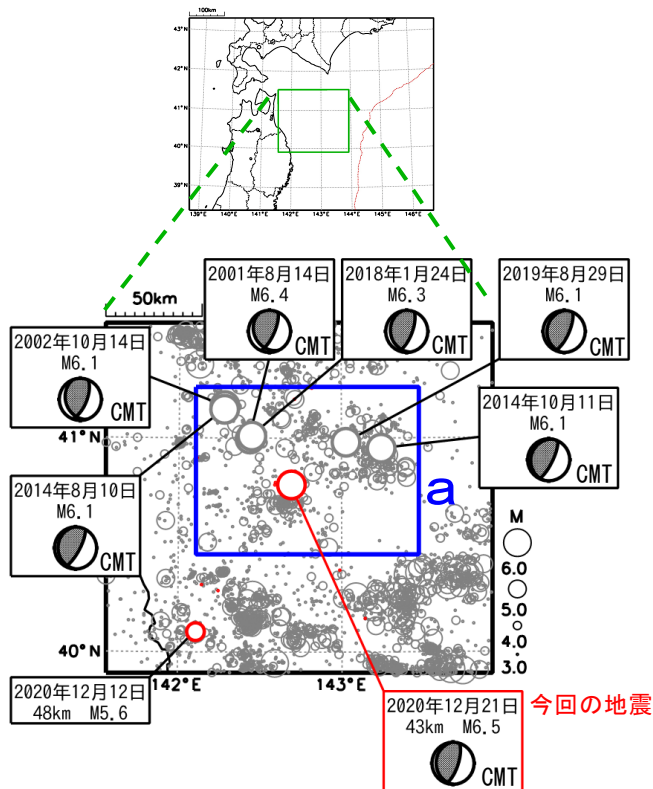 100km
43°N
42°N
41°N
40°N
39°N
139°E
140°E
141°E
142°E
143°E
144°E
145°E
146°E
50km
2001年8月14日
M6.4
CMT
2018年1月24日
M6.3
CMT
2019年8月29日
M6.1
CMT
2002年10月14日
M6.1
CMT
2014年10月11日
M6.1
CMT
41°N
a
2014年8月10日
M6.1
CMT
M
6.0
5.0
4.0
3.0
40°N
142°E
143°E
2020年12月12日
48km M5.6
2020年12月21日
43km M6.5
CMT
今回の地震